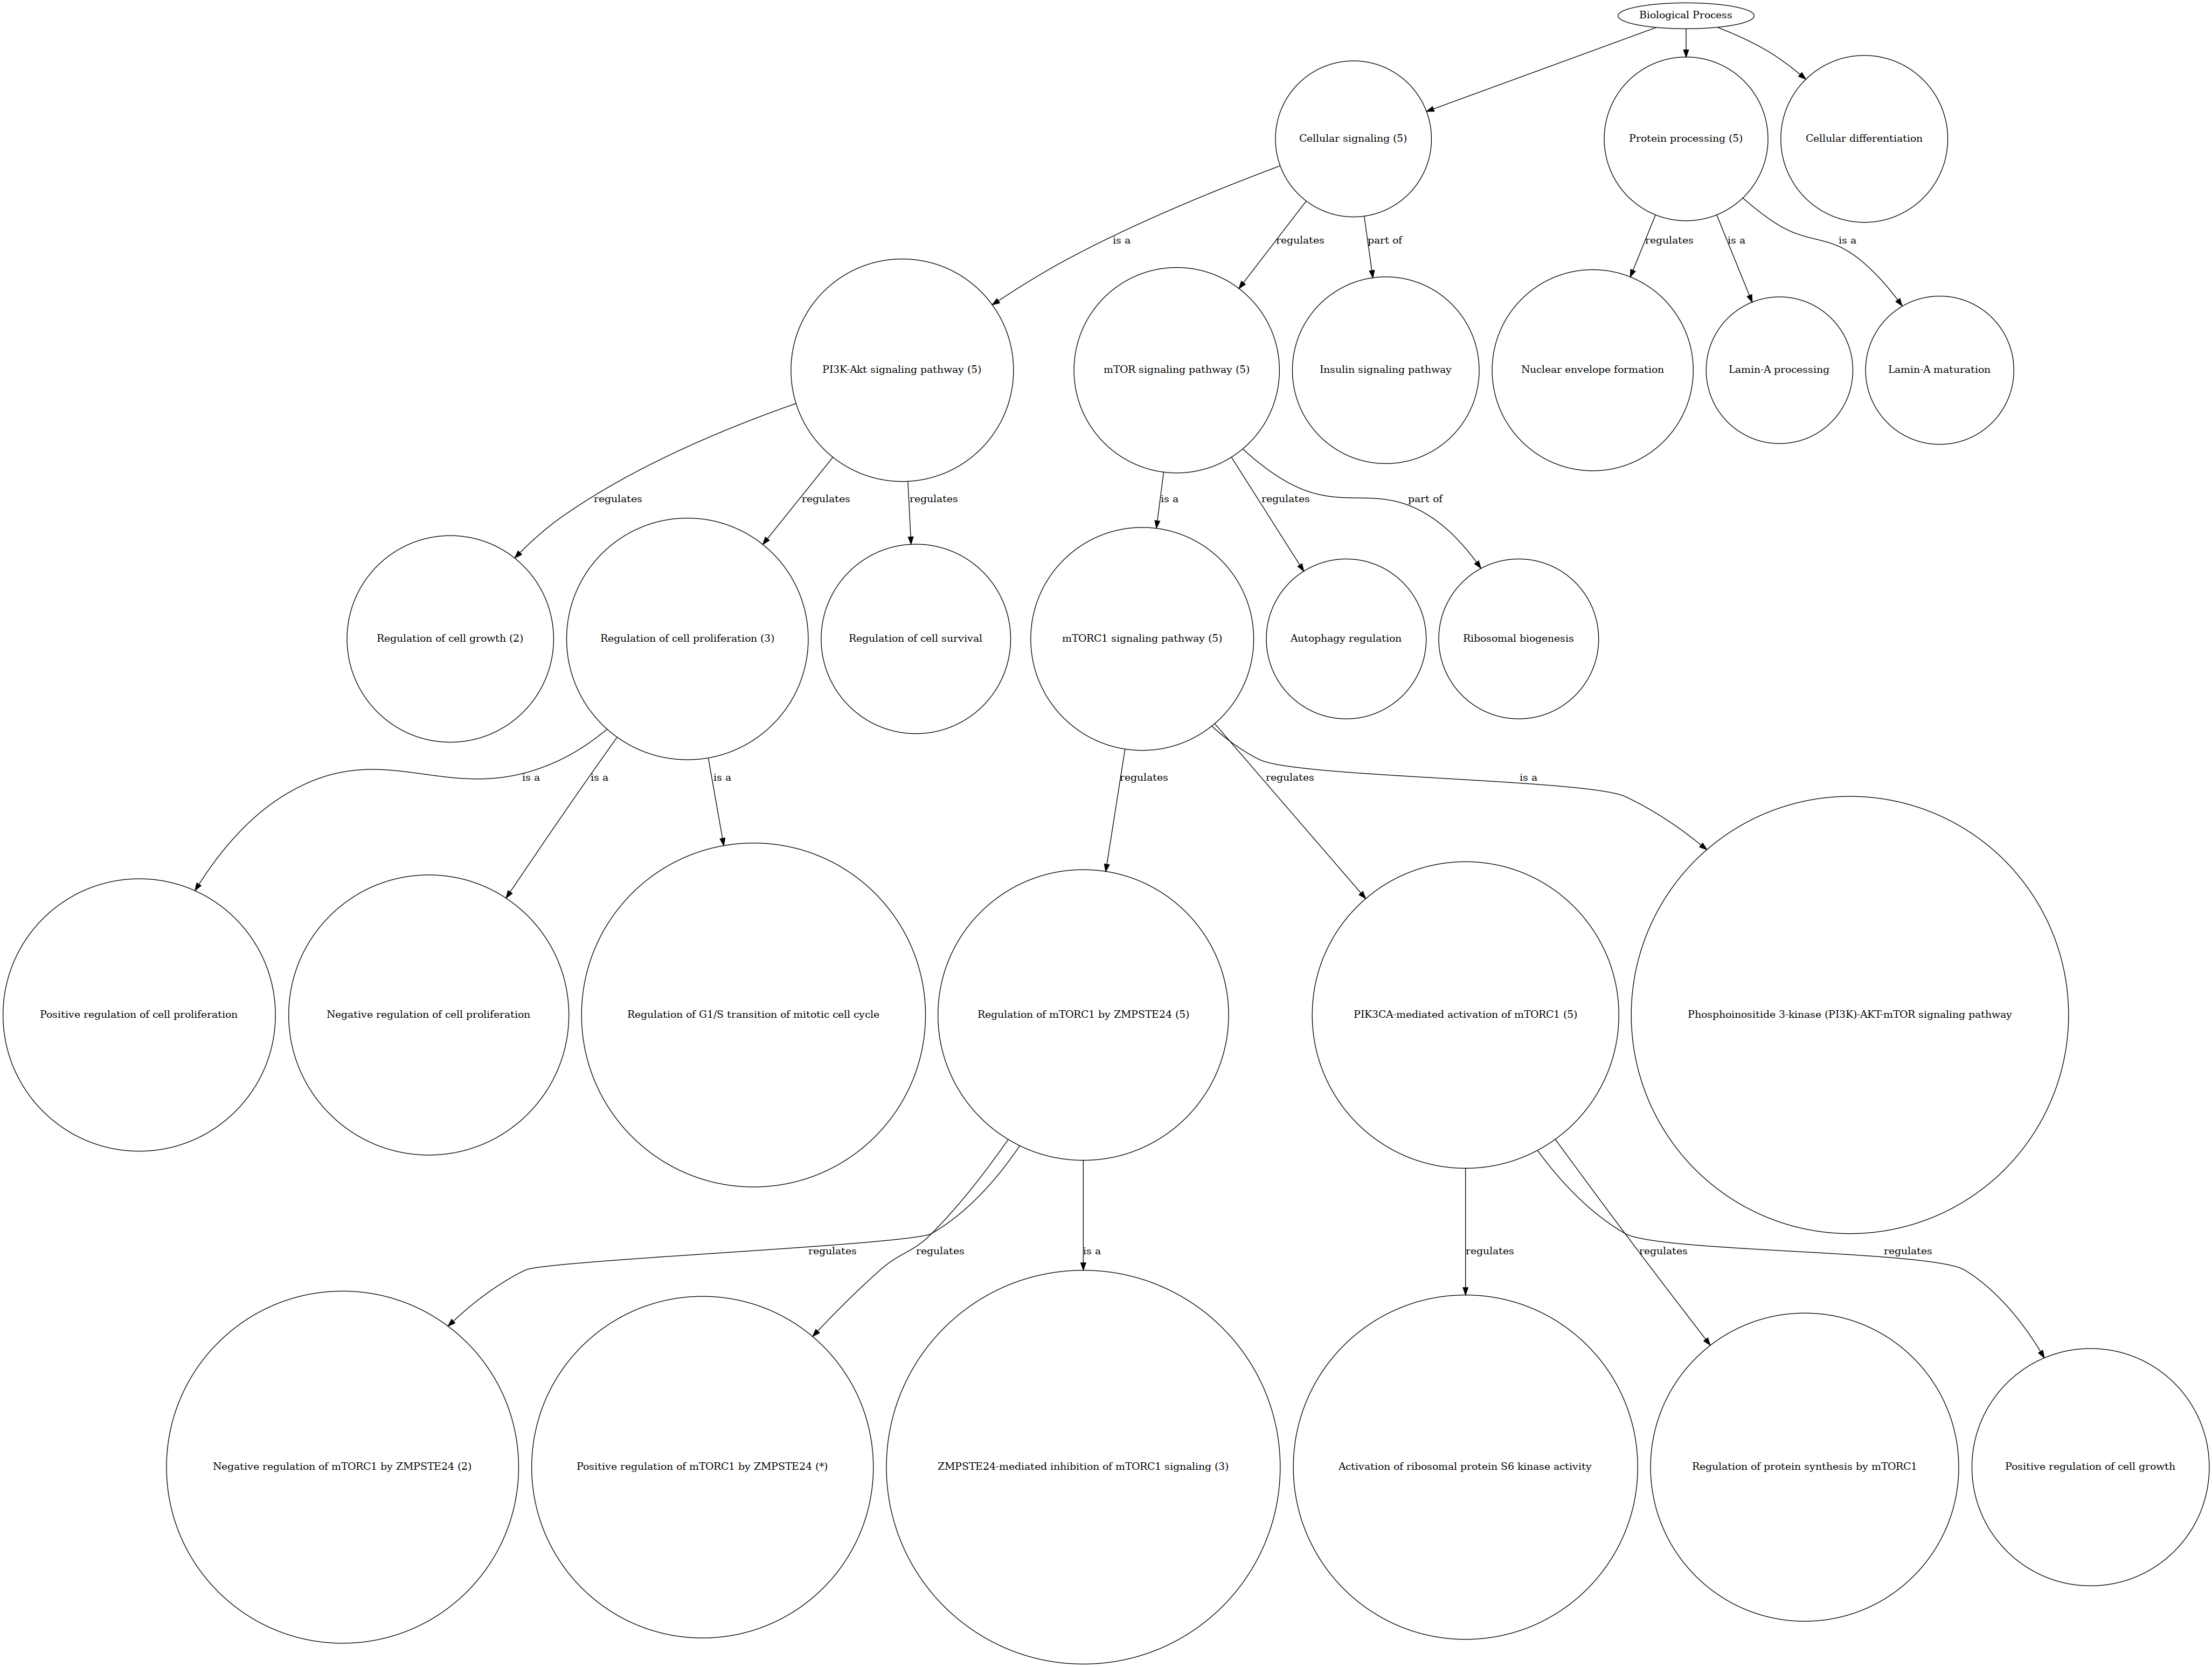 Biological Process
Cellular signaling (5)
Protein processing (5)
Cellular differentiation
is a
regulates
part of
regulates
is a
is a
PI3K-Akt signaling pathway (5)
mTOR signaling pathway (5)
Insulin signaling pathway
Nuclear envelope formation
Lamin-A processing
Lamin-A maturation
regulates
regulates
regulates
is a
regulates
part of
Regulation of cell growth (2)
Regulation of cell proliferation (3)
Regulation of cell survival
mTORC1 signaling pathway (5)
Autophagy regulation
Ribosomal biogenesis
is a
is a
is a
regulates
regulates
is a
Positive regulation of cell proliferation
Negative regulation of cell proliferation
Regulation of G1/S transition of mitotic cell cycle
Regulation of mTORC1 by ZMPSTE24 (5)
PIK3CA-mediated activation of mTORC1 (5)
Phosphoinositide 3-kinase (PI3K)-AKT-mTOR signaling pathway
regulates
regulates
is a
regulates
regulates
regulates
Negative regulation of mTORC1 by ZMPSTE24 (2)
Positive regulation of mTORC1 by ZMPSTE24 (*)
ZMPSTE24-mediated inhibition of mTORC1 signaling (3)
Activation of ribosomal protein S6 kinase activity
Regulation of protein synthesis by mTORC1
Positive regulation of cell growth